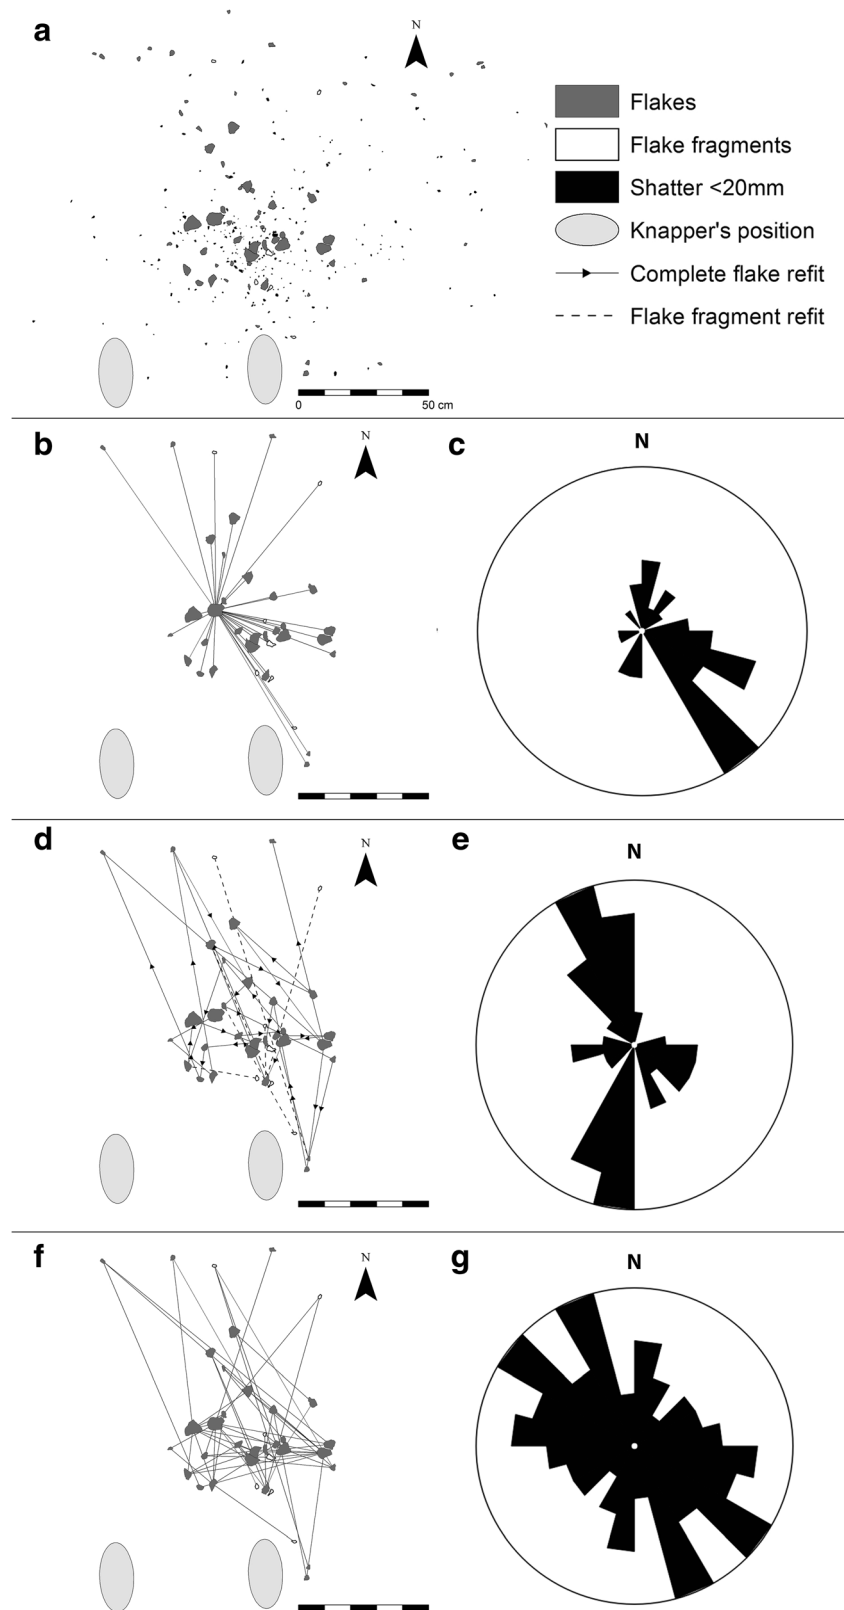 a
N
Flakes
Flake fragments
Shatter <20mm
Knapper's position
Complete flake refit
Flake fragment refit
0 50 cm
b
N
c
N
d
N
e
N
f
N
g
N